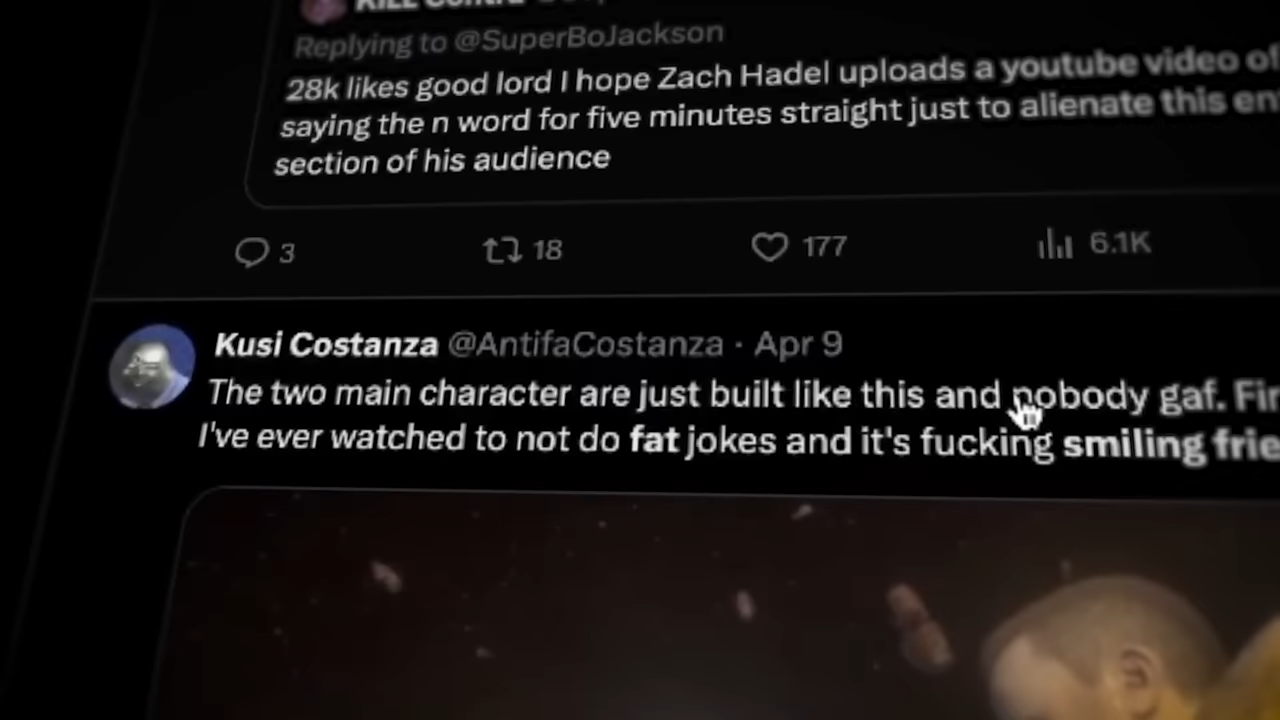 Replying to @SuperBoJackson
28k likes good lord I hope Zach Hadel uploads a youtube video of
saying the n word for five minutes straight just to alienate this en
section of his audience
3 18 177 6.1K
Kusi Costanza @AntifaCostanza · Apr 9
The two main character are just built like this and nobody gaf. Fir
I've ever watched to not do fat jokes and it's fucking smiling frie